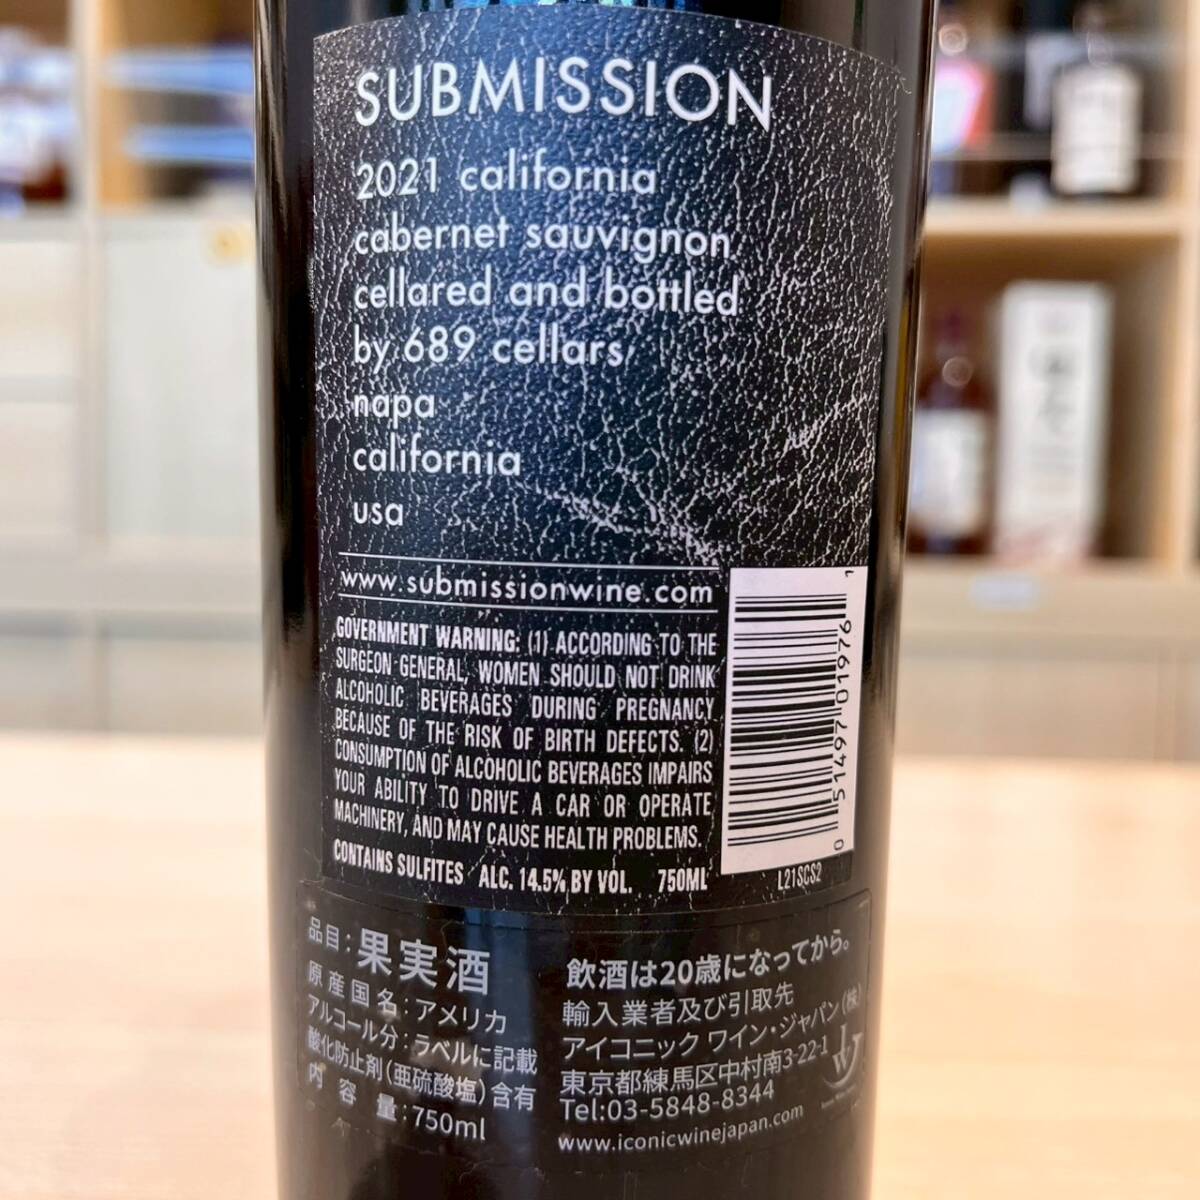 SUBMISSION
2021 california
cabernet sauvignon
cellared and bottled
by 689 cellars
napa
california
usa
www.submissionwine.com
GOVERNMENT WARNING: (1) ACCORDING TO THE
SURGEON GENERAL, WOMEN SHOULD NOT DRINK
ALCOHOLIC BEVERAGES DURING PREGNANCY
BECAUSE OF THE RISK OF BIRTH DEFECTS. (2)
CONSUMPTION OF ALCOHOLIC BEVERAGES IMPAIRS
YOUR ABILITY TO DRIVE A CAR OR OPERATE
MACHINERY, AND MAY CAUSE HEALTH PROBLEMS.
CONTAINS SULFITES ALC. 14.5% BY VOL. 750ML
0 51497 01976 1
L21SCS2
品目:果実酒
原産国名:アメリカ
アルコール分:ラベルに記載
酸化防止剤(亜硫酸塩)含有
内容量:750ml
飲酒は20歳になってから。
輸入業者及び引取先
アイコニック ワイン・ジャパン(株)
東京都練馬区中村南3-22-1
Tel:03-5848-8344
www.iconicwinejapan.com